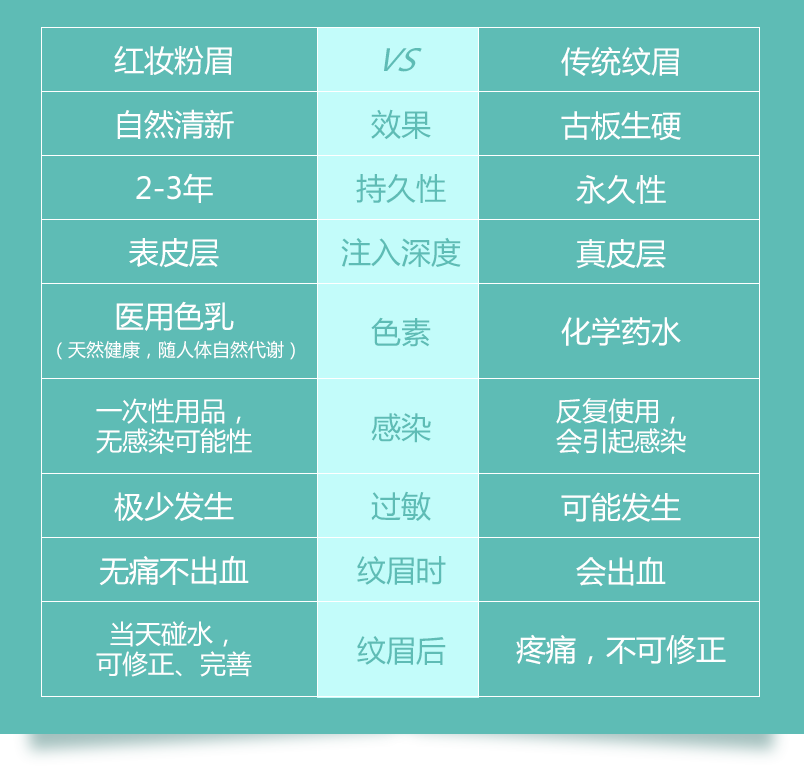 红妆粉眉 VS 传统纹眉
自然清新 效果 古板生硬
2-3年 持久性 永久性
表皮层 注入深度 真皮层
医用色乳
（天然健康，随人体自然代谢）
色素 化学药水
一次性用品，
无感染可能性
感染
反复使用，
会引起感染
极少发生 过敏 可能发生
无痛不出血 纹眉时 会出血
当天碰水，
可修正、完善
纹眉后 疼痛，不可修正